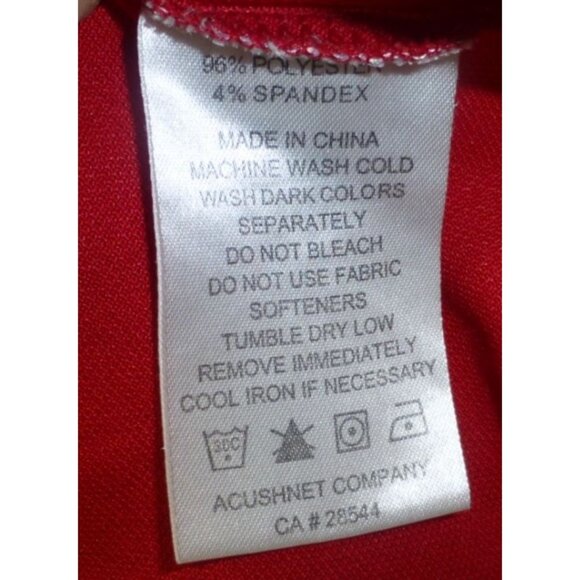 96% POLYESTER
4% SPANDEX
MADE IN CHINA
MACHINE WASH COLD
WASH DARK COLORS
SEPARATELY
DO NOT BLEACH
DO NOT USE FABRIC
SOFTENERS
TUMBLE DRY LOW
REMOVE IMMEDIATELY
COOL IRON IF NECESSARY
SDC
ACUSHNET COMPANY
CA # 28544